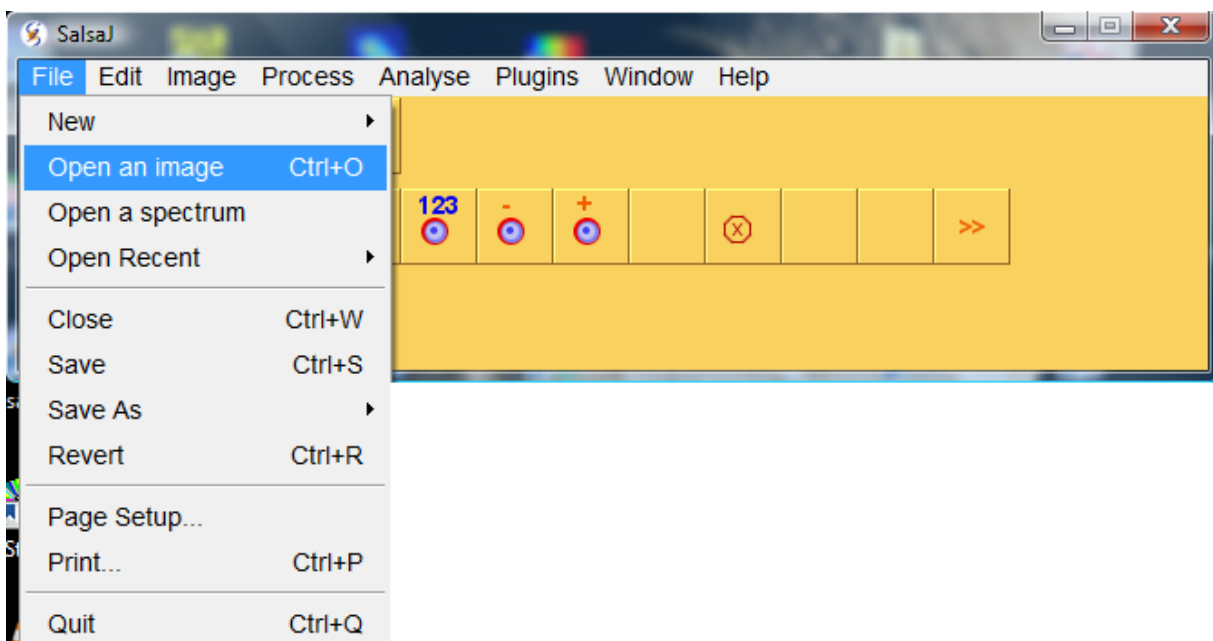 SalsaJ
File Edit Image Process Analyse Plugins Window Help
New
Open an image Ctrl+O
Open a spectrum
Open Recent
Close Ctrl+W
Save Ctrl+S
Save As
Revert Ctrl+R
Page Setup...
Print... Ctrl+P
Quit Ctrl+Q
123
- +
>>